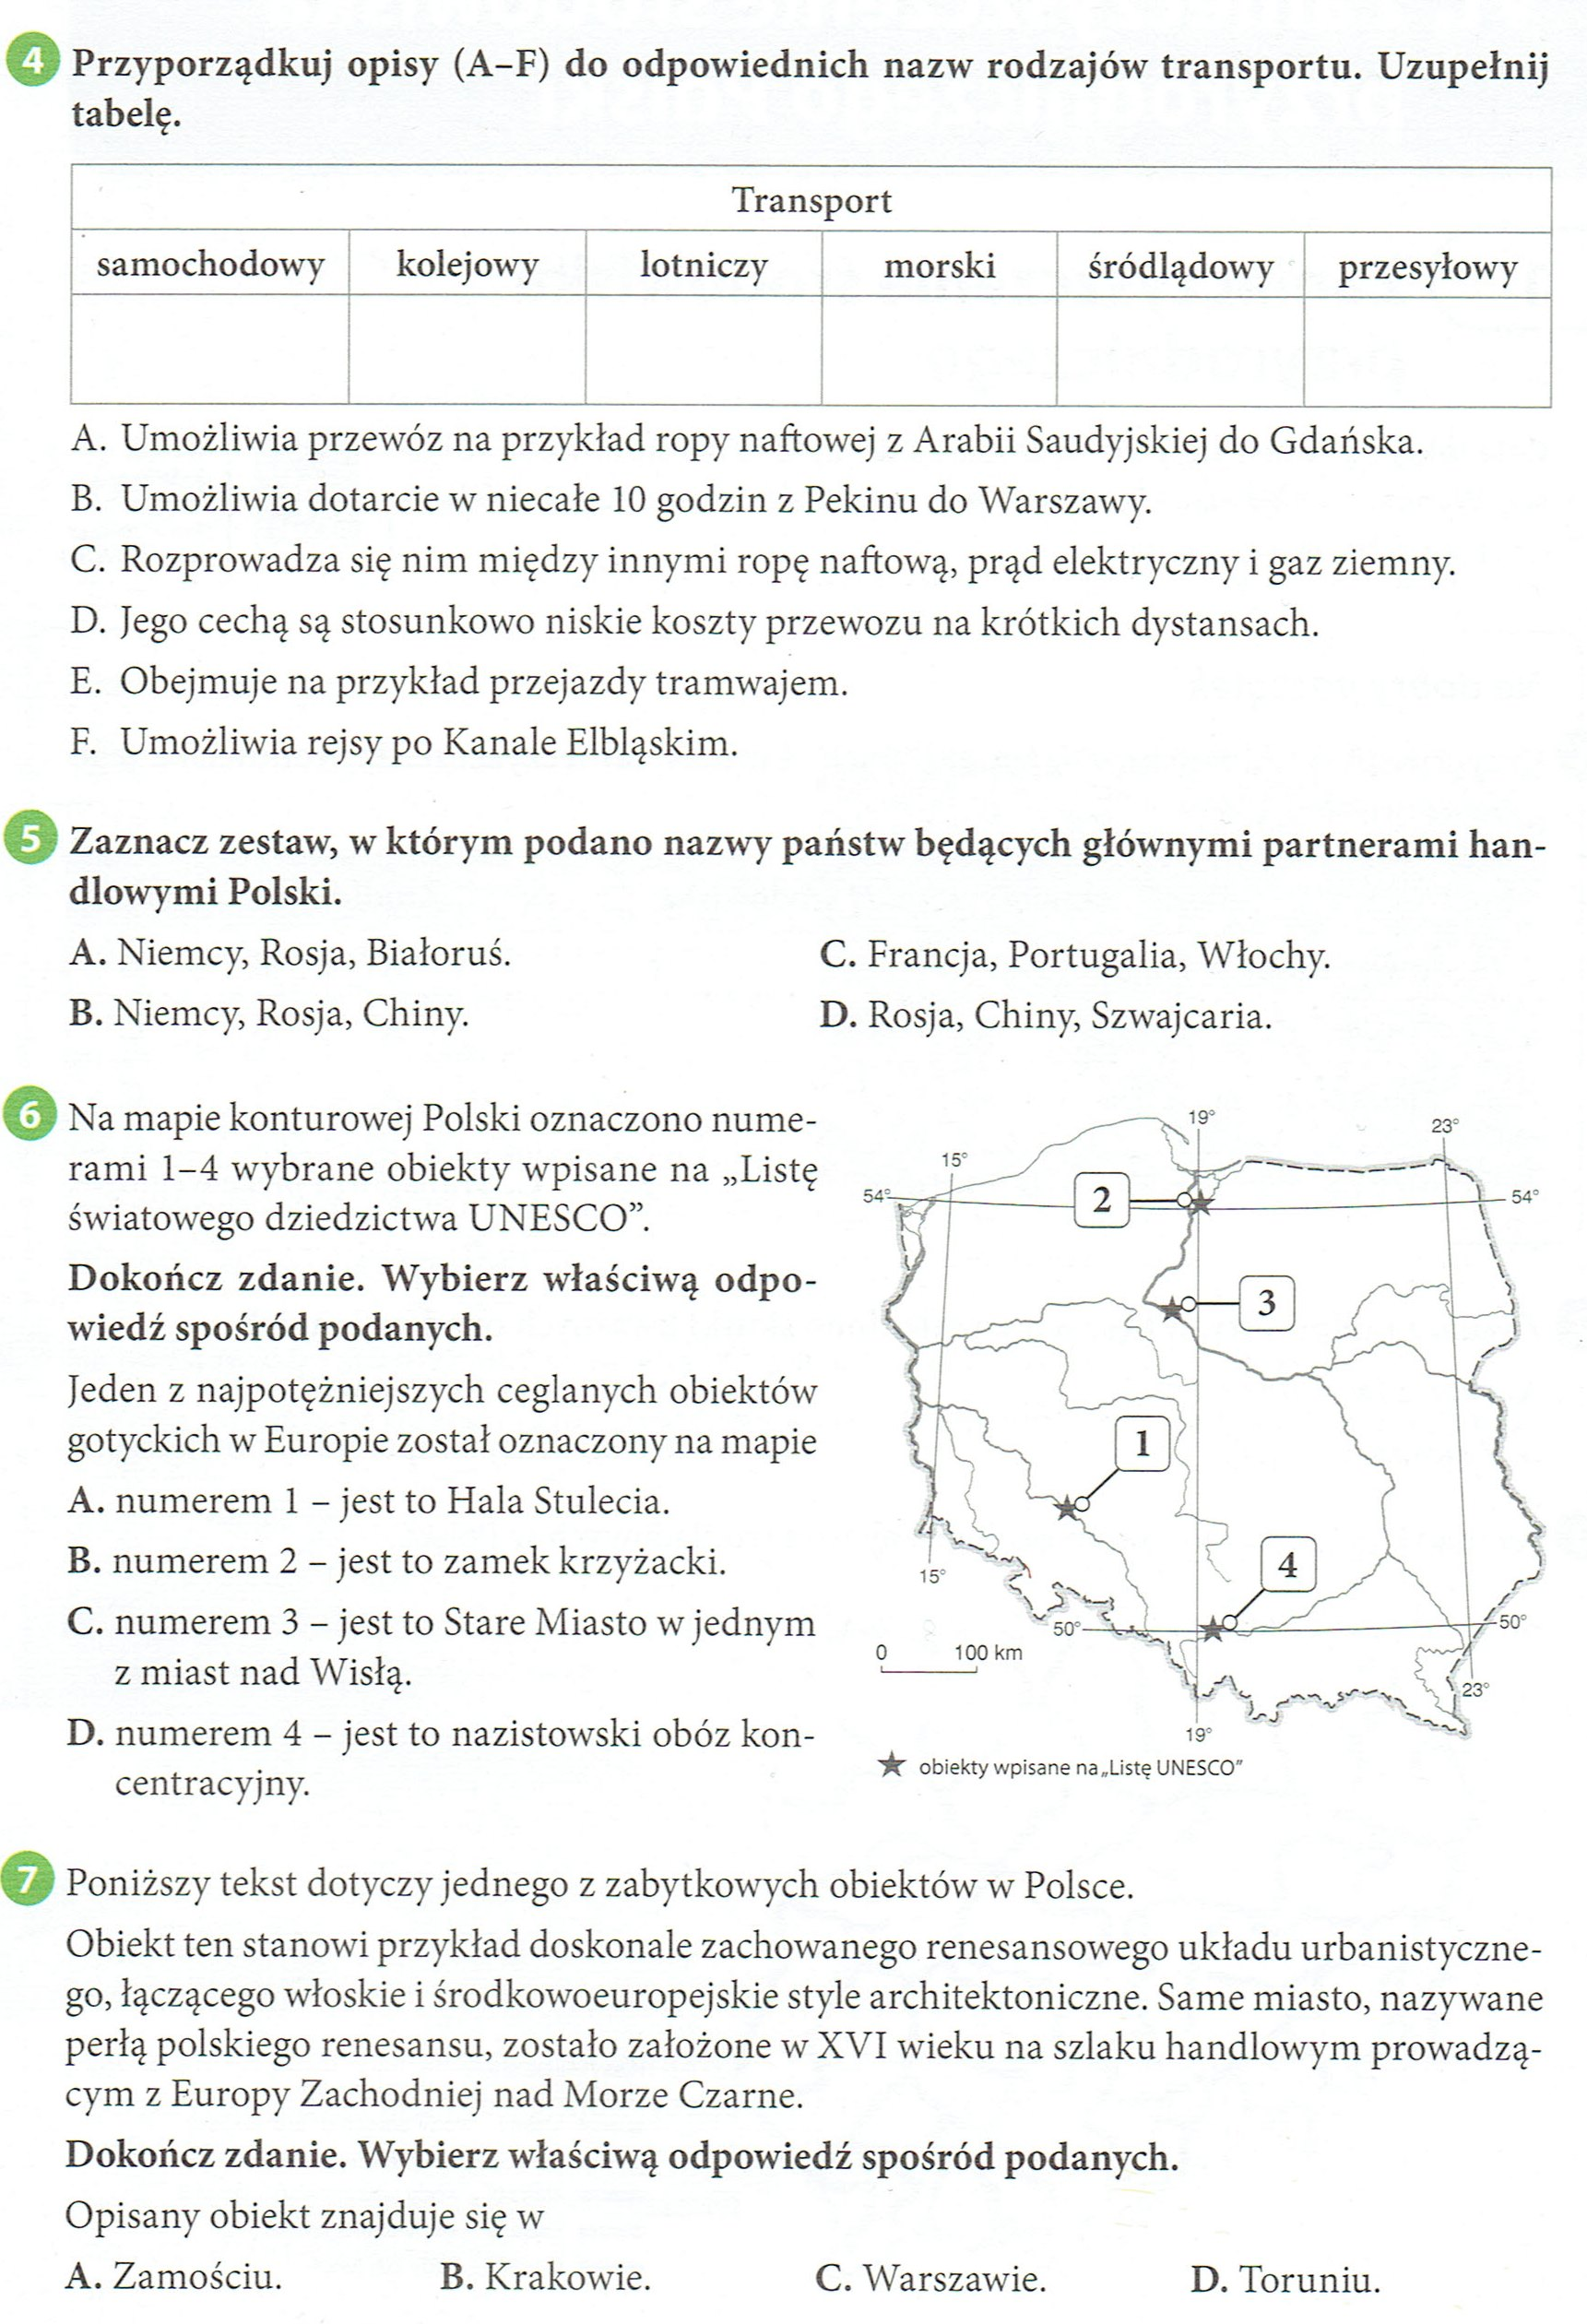 4 Przyporządkuj opisy (A–F) do odpowiednich nazw rodzajów transportu. Uzupełnij
tabelę.
Transport
samochodowy kolejowy lotniczy morski śródlądowy przesyłowy
A. Umożliwia przewóz na przykład ropy naftowej z Arabii Saudyjskiej do Gdańska.
B. Umożliwia dotarcie w niecałe 10 godzin z Pekinu do Warszawy.
C. Rozprowadza się nim między innymi ropę naftową, prąd elektryczny i gaz ziemny.
D. Jego cechą są stosunkowo niskie koszty przewozu na krótkich dystansach.
E. Obejmuje na przykład przejazdy tramwajem.
F. Umożliwia rejsy po Kanale Elbląskim.
5 Zaznacz zestaw, w którym podano nazwy państw będących głównymi partnerami han-
dlowymi Polski.
A. Niemcy, Rosja, Białoruś.
B. Niemcy, Rosja, Chiny.
C. Francja, Portugalia, Włochy.
D. Rosja, Chiny, Szwajcaria.
6 Na mapie konturowej Polski oznaczono nume-
rami 1–4 wybrane obiekty wpisane na „Listę
światowego dziedzictwa UNESCO”.
Dokończ zdanie. Wybierz właściwą odpo-
wiedź spośród podanych.
Jeden z najpotężniejszych ceglanych obiektów
gotyckich w Europie został oznaczony na mapie
A. numerem 1 – jest to Hala Stulecia.
B. numerem 2 – jest to zamek krzyżacki.
C. numerem 3 – jest to Stare Miasto w jednym
z miast nad Wisłą.
D. numerem 4 – jest to nazistowski obóz kon-
centracyjny.
19°
23°
15°
54°
2
54°
3
1
4
15°
50°
50°
0 100 km
23°
19°
obiekty wpisane na „Listę UNESCO”
7 Poniższy tekst dotyczy jednego z zabytkowych obiektów w Polsce.
Obiekt ten stanowi przykład doskonale zachowanego renesansowego układu urbanistyczne-
go, łączącego włoskie i środkowoeuropejskie style architektoniczne. Same miasto, nazywane
perłą polskiego renesansu, zostało założone w XVI wieku na szlaku handlowym prowadzą-
cym z Europy Zachodniej nad Morze Czarne.
Dokończ zdanie. Wybierz właściwą odpowiedź spośród podanych.
Opisany obiekt znajduje się w
A. Zamościu. B. Krakowie. C. Warszawie. D. Toruniu.